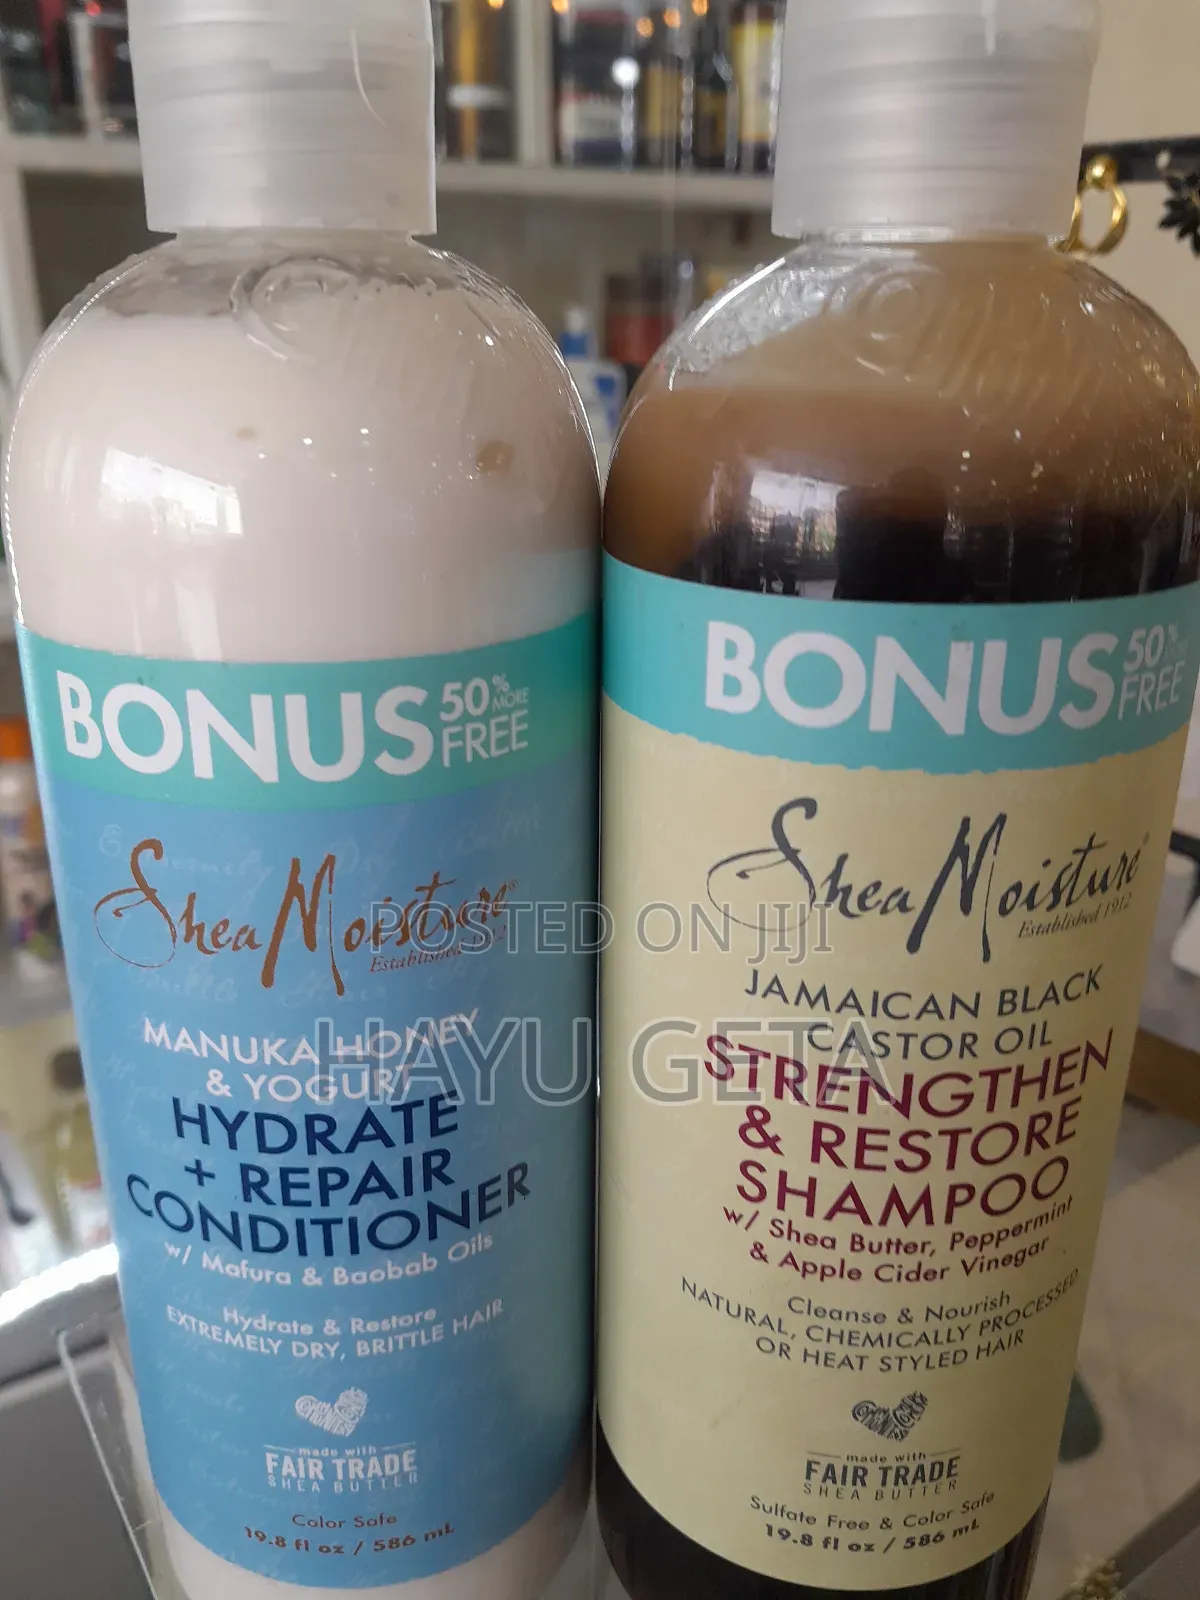 BONUS 50% MORE FREE
SheaMoisture®
Established 1912
MANUKA HONEY
& YOGURT
HYDRATE
+ REPAIR
CONDITIONER
w/ Mafura & Baobab Oils
Hydrate & Restore
EXTREMELY DRY, BRITTLE HAIR
made with
FAIR TRADE
SHEA BUTTER
Color Safe
19.8 fl oz / 586 mL
BONUS 50% MORE FREE
SheaMoisture®
Established 1912
JAMAICAN BLACK
CASTOR OIL
STRENGTHEN
& RESTORE
SHAMPOO
w/ Shea Butter, Peppermint
& Apple Cider Vinegar
Cleanse & Nourish
NATURAL, CHEMICALLY PROCESSED
OR HEAT STYLED HAIR
made with
FAIR TRADE
SHEA BUTTER
Sulfate Free & Color Safe
19.8 fl oz / 586 mL
POSTED ON JIJI
HAYU GETA